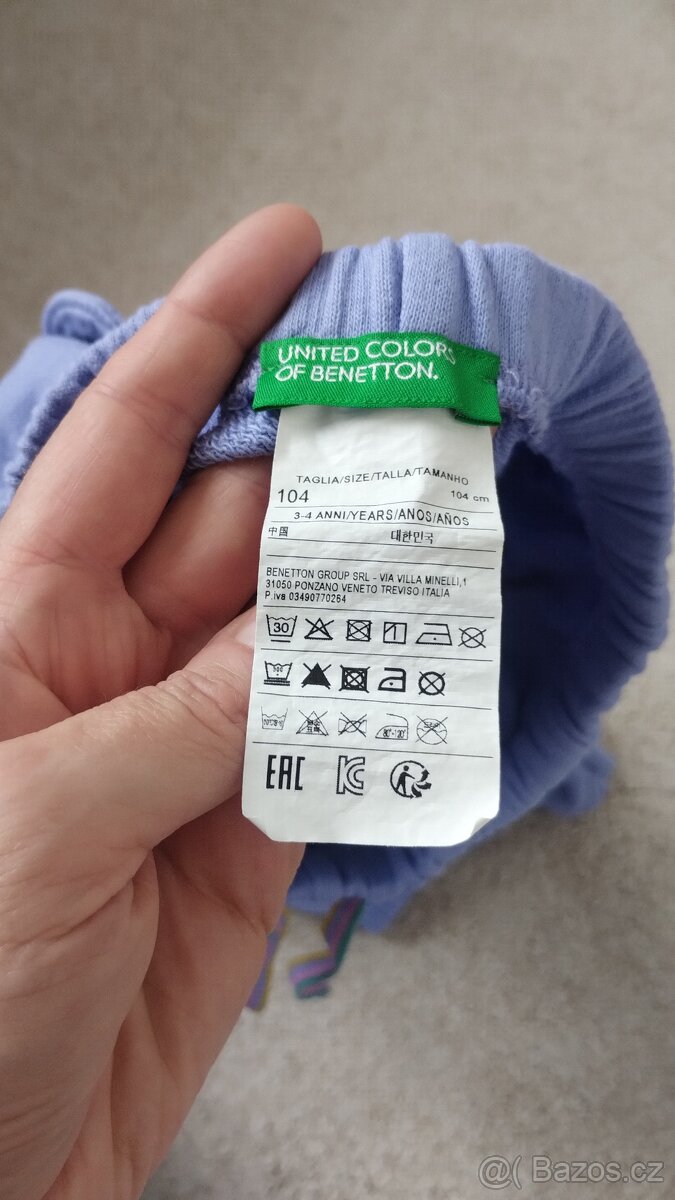 UNITED COLORS
OF BENETTON.
TAGLIA/SIZE/TALLA/TAMANHO
104 104 cm
3-4 ANNI/YEARS/ANOS/AÑOS
中国 대한민국
BENETTON GROUP SRL - VIA VILLA MINELLI,1
31050 PONZANO VENETO TREVISO ITALIA
P.iva 03490770264
30
EAC
@( Bazos.cz